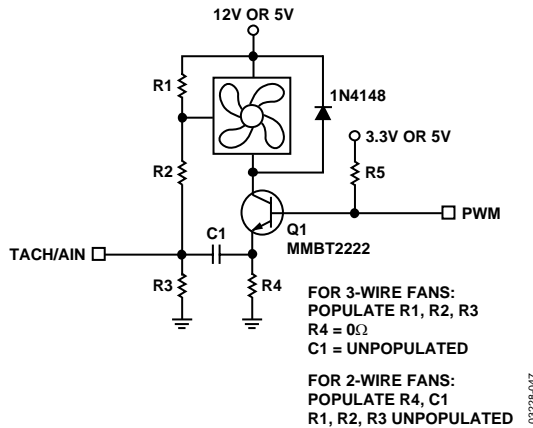 12V OR 5V
R1
1N4148
3.3V OR 5V
R2
R5
PWM
Q1
MMBT2222
C1
TACH/AIN
R3
R4
FOR 3-WIRE FANS:
POPULATE R1, R2, R3
R4 = 0Ω
C1 = UNPOPULATED
FOR 2-WIRE FANS:
POPULATE R4, C1
R1, R2, R3 UNPOPULATED
03228-047